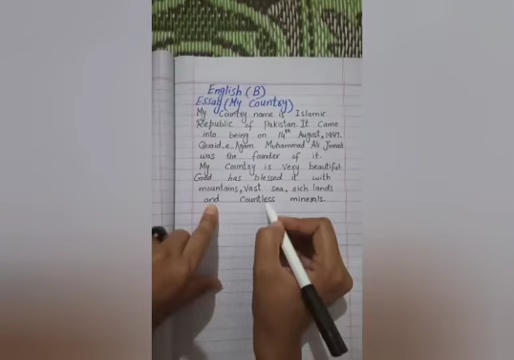 English (B)
Essay (My Country)
My Country name is Islamic
Republic of Pakistan. It came
into being on 14th August, 1947.
Quaid.e.Azam Muhammad Ali Jinnah
was the founder of it.
My Country is very beautiful.
God has blessed it with
mountains, vast sea, rich lands
and Countless minerals.